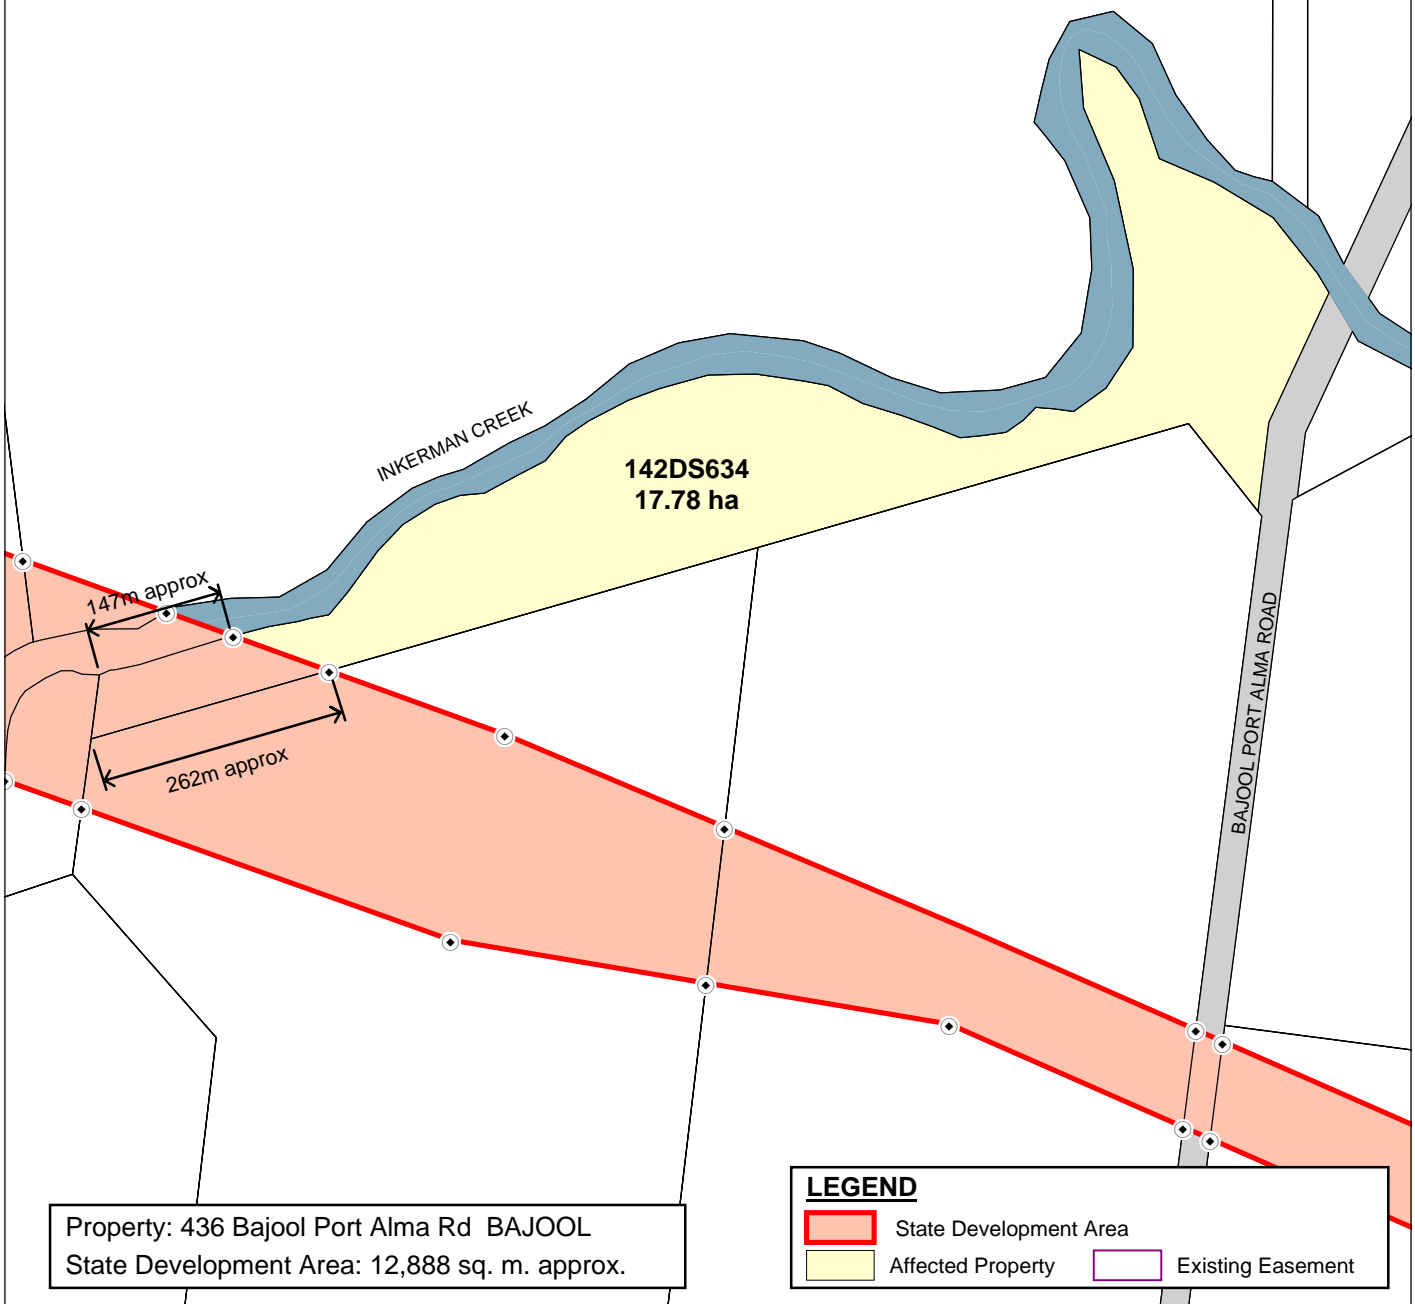 INKERMAN CREEK
142DS634
17.78 ha
147m approx
262m approx
BAJOOL PORT ALMA ROAD
Property: 436 Bajool Port Alma Rd  BAJOOL
State Development Area: 12,888 sq. m. approx.
LEGEND
State Development Area
Affected Property
Existing Easement